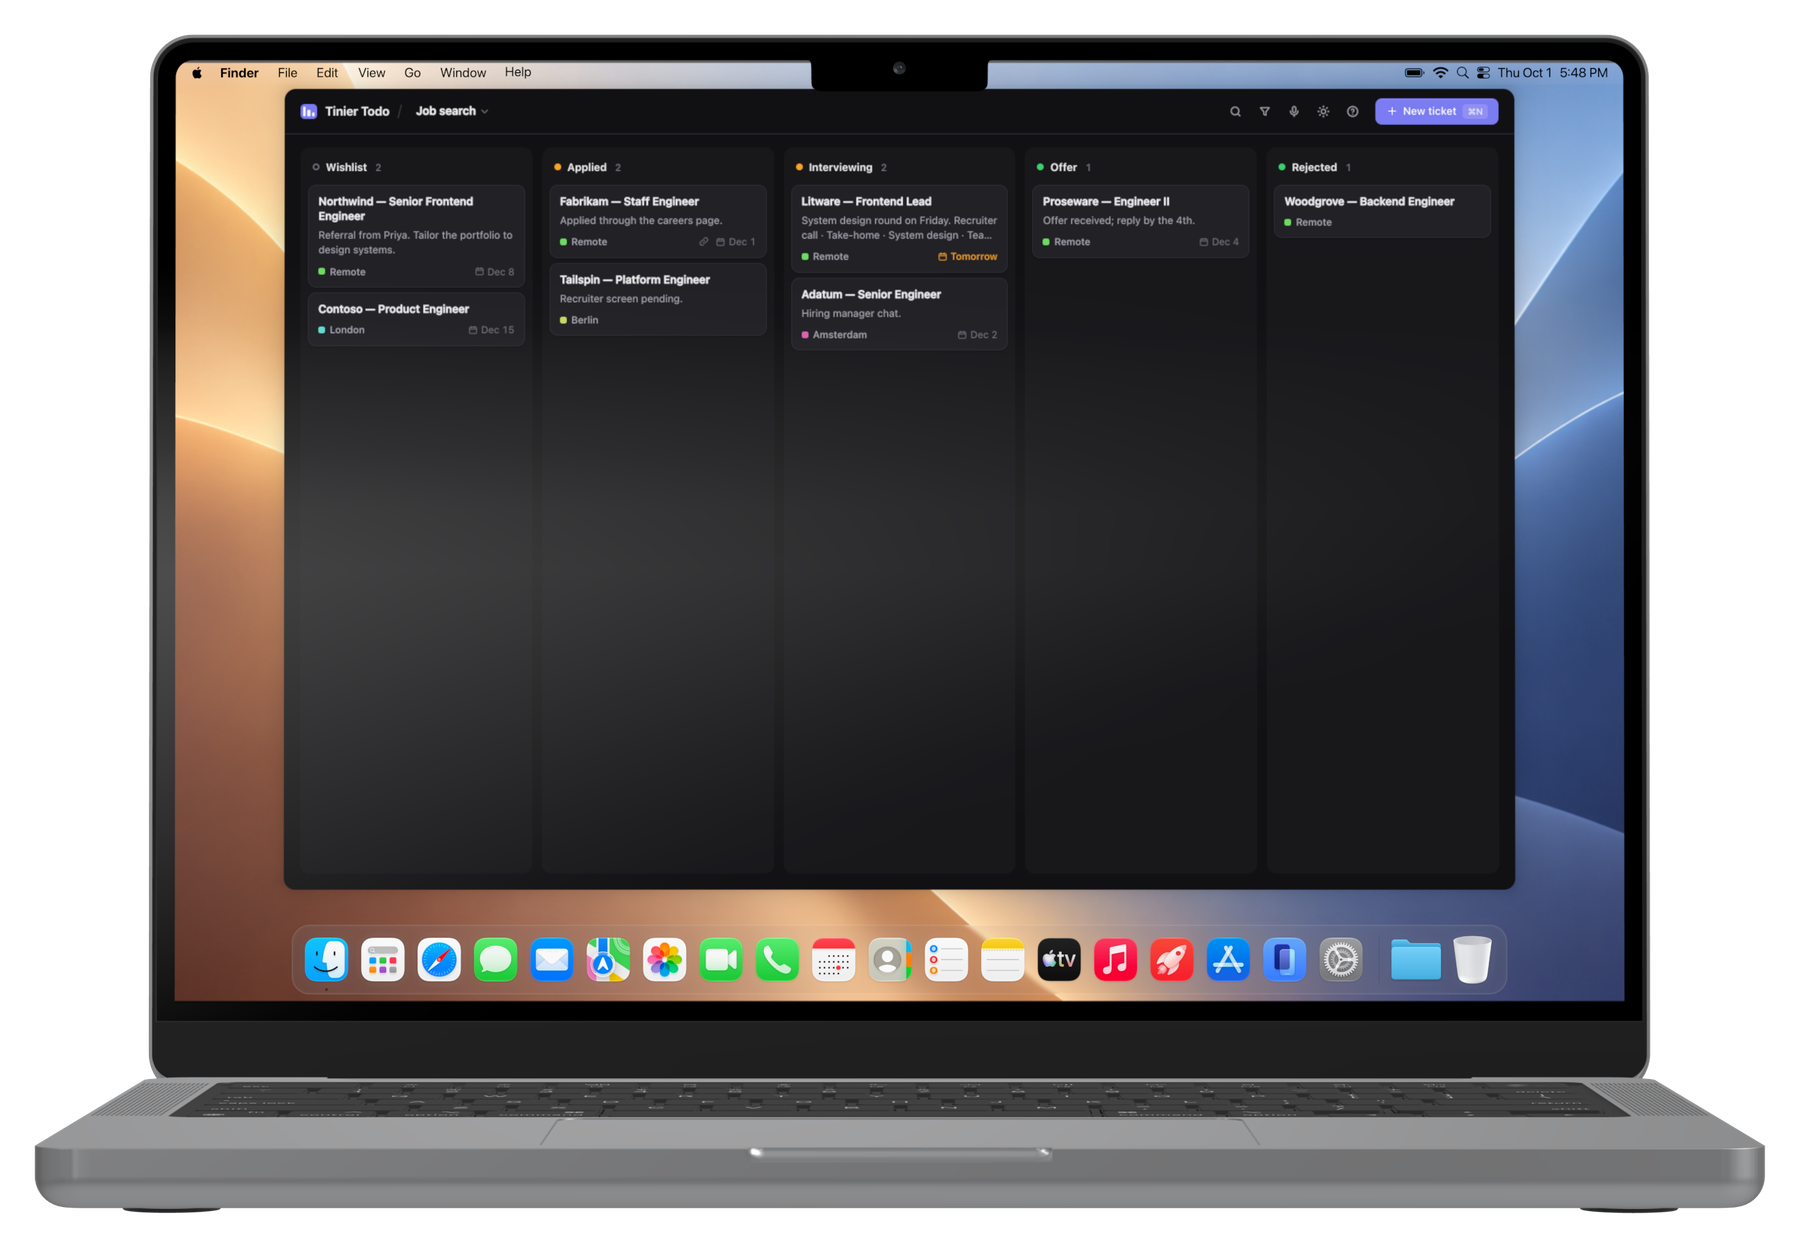 Finder File Edit View Go Window Help
Thu Oct 1 5:48 PM
Tinier Todo / Job search
+ New ticket ⌘N
Wishlist 2
Northwind — Senior Frontend
Engineer
Referral from Priya. Tailor the portfolio to
design systems.
Remote Dec 8
Contoso — Product Engineer
London Dec 15
Applied 2
Fabrikam — Staff Engineer
Applied through the careers page.
Remote Dec 1
Tailspin — Platform Engineer
Recruiter screen pending.
Berlin
Interviewing 2
Litware — Frontend Lead
System design round on Friday. Recruiter
call · Take-home · System design · Tea...
Remote Tomorrow
Adatum — Senior Engineer
Hiring manager chat.
Amsterdam Dec 2
Offer 1
Proseware — Engineer II
Offer received; reply by the 4th.
Remote Dec 4
Rejected 1
Woodgrove — Backend Engineer
Remote
tv